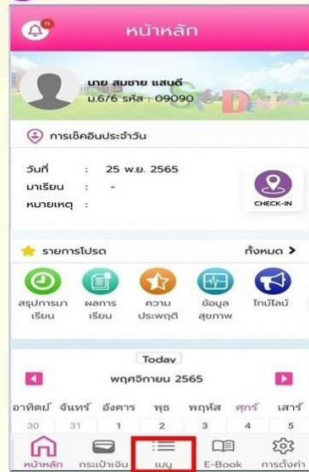 N
หน้าหลัก
นาย สมชาย แสนดี
ม.6/6 รหัส : 09090
การเช็คอินประจำวัน
วันที่ : 25 พ.ย. 2565
มาเรียน : -
หมายเหตุ :
CHECK-IN
รายการโปรด ทั้งหมด >
สรุปการมาเรียน ผลการเรียน ความประพฤติ ข้อมูลสุขภาพ ไทม์ไลน์
Today
พฤศจิกายน 2565
อาทิตย์ จันทร์ อังคาร พุธ พฤหัส ศุกร์ เสาร์
30 31 1 2 3 4 5
หน้าหลัก กระเป๋าเงิน เมนู E-Book การตั้งค่า